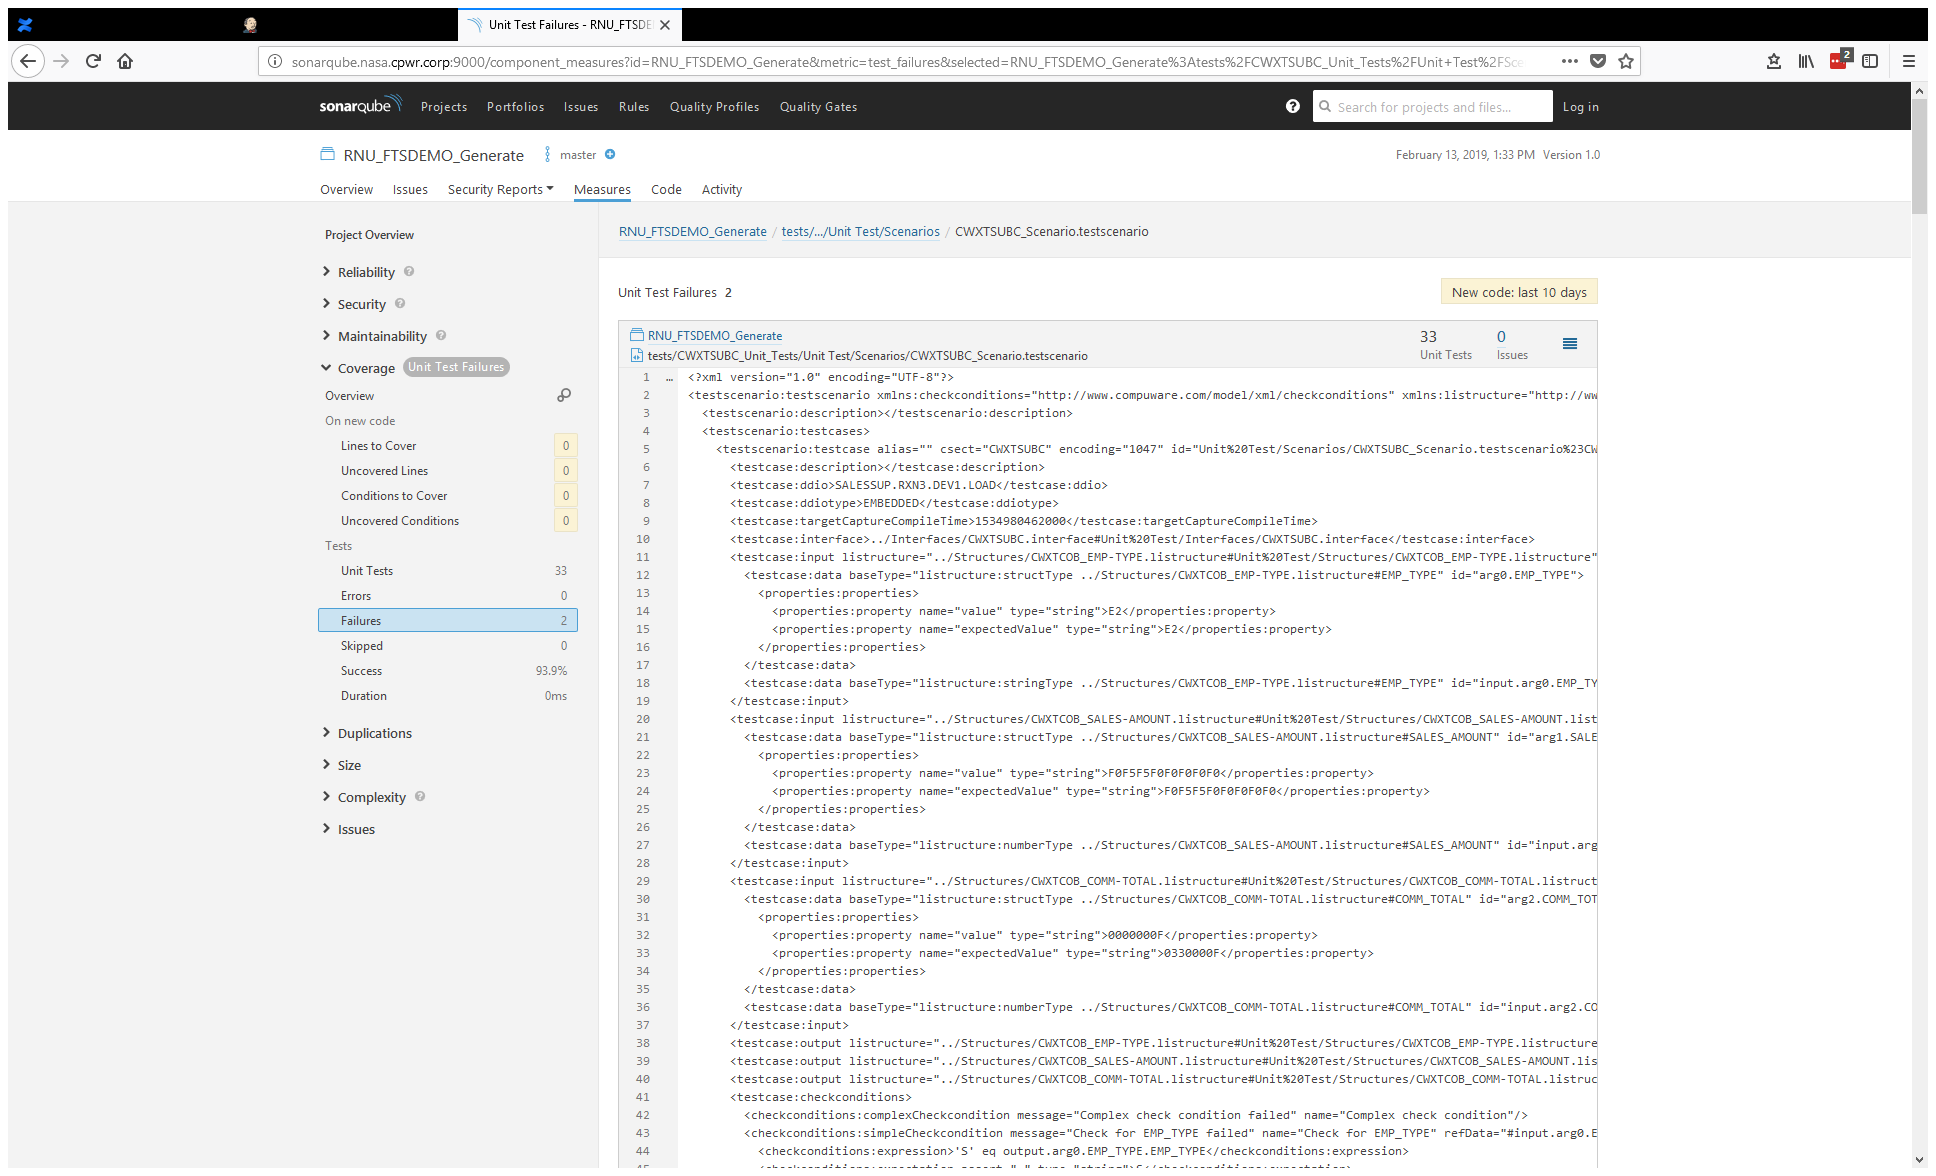 Unit Test Failures - RNU_FTSDE
sonarqube.nasa.cpwr.corp:9000/component_measures?id=RNU_FTSDEMO_Generate&metric=test_failures&selected=RNU_FTSDEMO_Generate%3Atests%2FCWXTSUBC_Unit_Tests%2FUnit+Test%2FSce
2
sonarqube Projects Portfolios Issues Rules Quality Profiles Quality Gates Search for projects and files... Log in
RNU_FTSDEMO_Generate master February 13, 2019, 1:33 PM Version 1.0
Overview Issues Security Reports Measures Code Activity
Project Overview
Reliability
Security
Maintainability
Coverage Unit Test Failures
Overview
On new code
Lines to Cover 0
Uncovered Lines 0
Conditions to Cover 0
Uncovered Conditions 0
Tests
Unit Tests 33
Errors 0
Failures 2
Skipped 0
Success 93.9%
Duration 0ms
Duplications
Size
Complexity
Issues
RNU_FTSDEMO_Generate / tests/.../Unit Test/Scenarios / CWXTSUBC_Scenario.testscenario
Unit Test Failures 2 New code: last 10 days
RNU_FTSDEMO_Generate 33 0
tests/CWXTSUBC_Unit_Tests/Unit Test/Scenarios/CWXTSUBC_Scenario.testscenario Unit Tests Issues
1 … <?xml version="1.0" encoding="UTF-8"?>
2 <testscenario:testscenario xmlns:checkconditions="http://www.compuware.com/model/xml/checkconditions" xmlns:listructure="http://ww
3 <testscenario:description></testscenario:description>
4 <testscenario:testcases>
5 <testscenario:testcase alias="" csect="CWXTSUBC" encoding="1047" id="Unit%20Test/Scenarios/CWXTSUBC_Scenario.testscenario%23CW
6 <testcase:description></testcase:description>
7 <testcase:ddio>SALESSUP.RXN3.DEV1.LOAD</testcase:ddio>
8 <testcase:ddiotype>EMBEDDED</testcase:ddiotype>
9 <testcase:targetCaptureCompileTime>1534980462000</testcase:targetCaptureCompileTime>
10 <testcase:interface>../Interfaces/CWXTSUBC.interface#Unit%20Test/Interfaces/CWXTSUBC.interface</testcase:interface>
11 <testcase:input listructure="../Structures/CWXTCOB_EMP-TYPE.listructure#Unit%20Test/Structures/CWXTCOB_EMP-TYPE.listructure"
12 <testcase:data baseType="listructure:structType ../Structures/CWXTCOB_EMP-TYPE.listructure#EMP_TYPE" id="arg0.EMP_TYPE">
13 <properties:properties>
14 <properties:property name="value" type="string">E2</properties:property>
15 <properties:property name="expectedValue" type="string">E2</properties:property>
16 </properties:properties>
17 </testcase:data>
18 <testcase:data baseType="listructure:stringType ../Structures/CWXTCOB_EMP-TYPE.listructure#EMP_TYPE" id="input.arg0.EMP_TY
19 </testcase:input>
20 <testcase:input listructure="../Structures/CWXTCOB_SALES-AMOUNT.listructure#Unit%20Test/Structures/CWXTCOB_SALES-AMOUNT.list
21 <testcase:data baseType="listructure:structType ../Structures/CWXTCOB_SALES-AMOUNT.listructure#SALES_AMOUNT" id="arg1.SALE
22 <properties:properties>
23 <properties:property name="value" type="string">F0F5F5F0F0F0F0F0</properties:property>
24 <properties:property name="expectedValue" type="string">F0F5F5F0F0F0F0F0</properties:property>
25 </properties:properties>
26 </testcase:data>
27 <testcase:data baseType="listructure:numberType ../Structures/CWXTCOB_SALES-AMOUNT.listructure#SALES_AMOUNT" id="input.arg
28 </testcase:input>
29 <testcase:input listructure="../Structures/CWXTCOB_COMM-TOTAL.listructure#Unit%20Test/Structures/CWXTCOB_COMM-TOTAL.listruct
30 <testcase:data baseType="listructure:structType ../Structures/CWXTCOB_COMM-TOTAL.listructure#COMM_TOTAL" id="arg2.COMM_TOT
31 <properties:properties>
32 <properties:property name="value" type="string">0000000F</properties:property>
33 <properties:property name="expectedValue" type="string">0330000F</properties:property>
34 </properties:properties>
35 </testcase:data>
36 <testcase:data baseType="listructure:numberType ../Structures/CWXTCOB_COMM-TOTAL.listructure#COMM_TOTAL" id="input.arg2.CO
37 </testcase:input>
38 <testcase:output listructure="../Structures/CWXTCOB_EMP-TYPE.listructure#Unit%20Test/Structures/CWXTCOB_EMP-TYPE.listructure
39 <testcase:output listructure="../Structures/CWXTCOB_SALES-AMOUNT.listructure#Unit%20Test/Structures/CWXTCOB_SALES-AMOUNT.lis
40 <testcase:output listructure="../Structures/CWXTCOB_COMM-TOTAL.listructure#Unit%20Test/Structures/CWXTCOB_COMM-TOTAL.listruc
41 <testcase:checkconditions>
42 <checkconditions:complexCheckcondition message="Complex check condition failed" name="Complex check condition"/>
43 <checkconditions:simpleCheckcondition message="Check for EMP_TYPE failed" name="Check for EMP_TYPE" refData="#input.arg0.E
44 <checkconditions:expression>'S' eq output.arg0.EMP_TYPE.EMP_TYPE</checkconditions:expression>